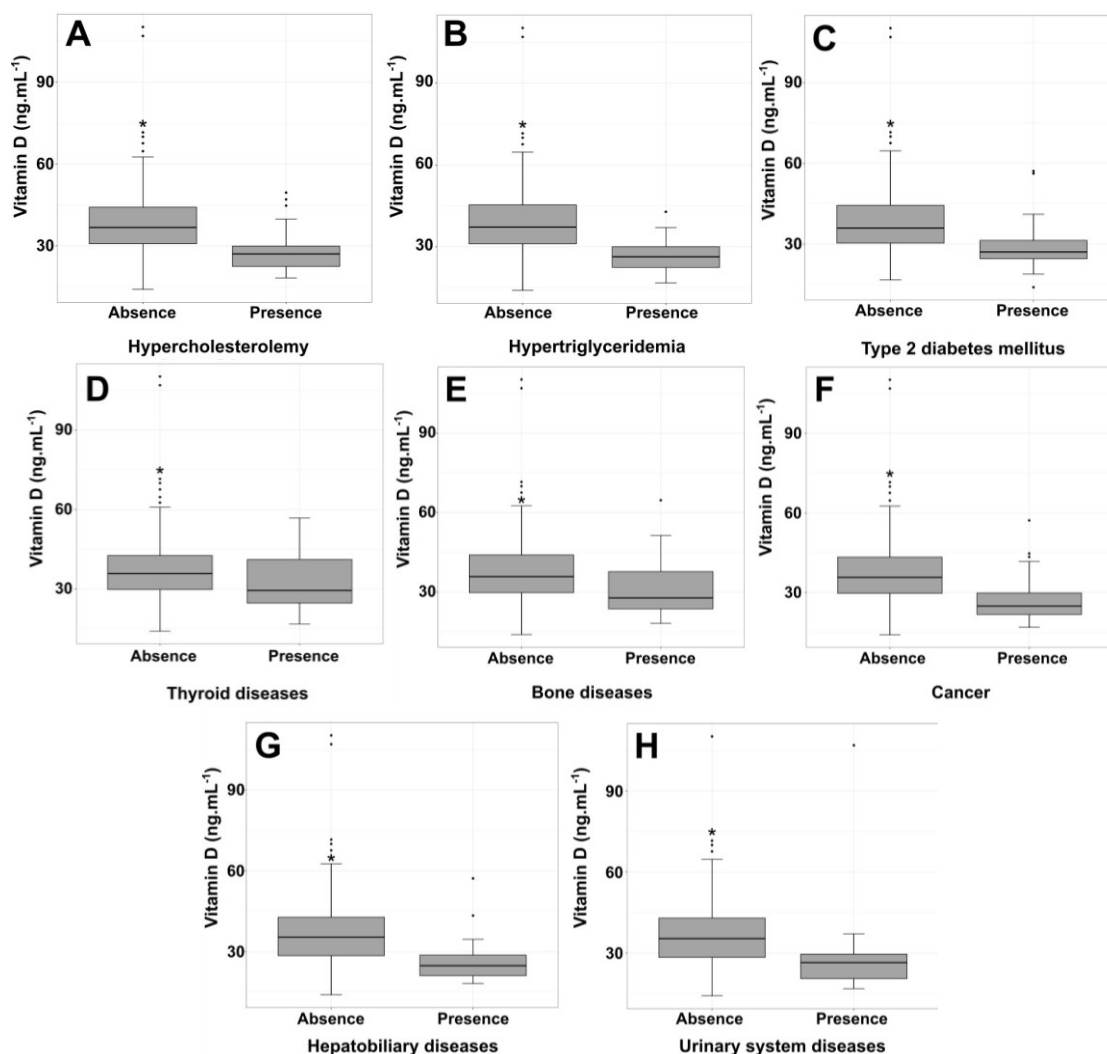 A
Vitamin D (ng.mL⁻¹)
90
60
30
Absence Presence
Hypercholesterolemy
B
Vitamin D (ng.mL⁻¹)
90
60
30
Absence Presence
Hypertriglyceridemia
C
Vitamin D (ng.mL⁻¹)
90
60
30
Absence Presence
Type 2 diabetes mellitus
D
Vitamin D (ng.mL⁻¹)
90
60
30
Absence Presence
Thyroid diseases
E
Vitamin D (ng.mL⁻¹)
90
60
30
Absence Presence
Bone diseases
F
Vitamin D (ng.mL⁻¹)
90
60
30
Absence Presence
Cancer
G
Vitamin D (ng.mL⁻¹)
90
60
30
Absence Presence
Hepatobiliary diseases
H
Vitamin D (ng.mL⁻¹)
90
60
30
Absence Presence
Urinary system diseases